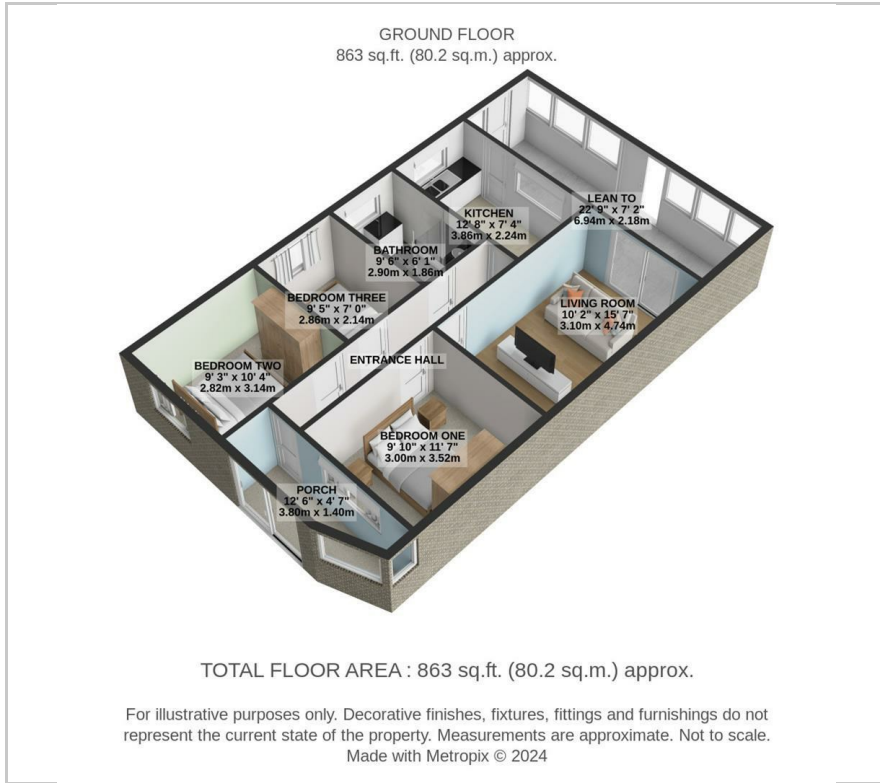 GROUND FLOOR
863 sq.ft. (80.2 sq.m.) approx.
LEAN TO
22' 9" x 7' 2"
6.94m x 2.18m
KITCHEN
12' 8" x 7' 4"
3.86m x 2.24m
BATHROOM
9' 6" x 6' 1"
2.90m x 1.86m
BEDROOM THREE
9' 5" x 7' 0"
2.86m x 2.14m
LIVING ROOM
10' 2" x 15' 7"
3.10m x 4.74m
ENTRANCE HALL
BEDROOM TWO
9' 3" x 10' 4"
2.82m x 3.14m
BEDROOM ONE
9' 10" x 11' 7"
3.00m x 3.52m
PORCH
12' 6" x 4' 7"
3.80m x 1.40m
TOTAL FLOOR AREA : 863 sq.ft. (80.2 sq.m.) approx.
For illustrative purposes only. Decorative finishes, fixtures, fittings and furnishings do not
represent the current state of the property. Measurements are approximate. Not to scale.
Made with Metropix © 2024